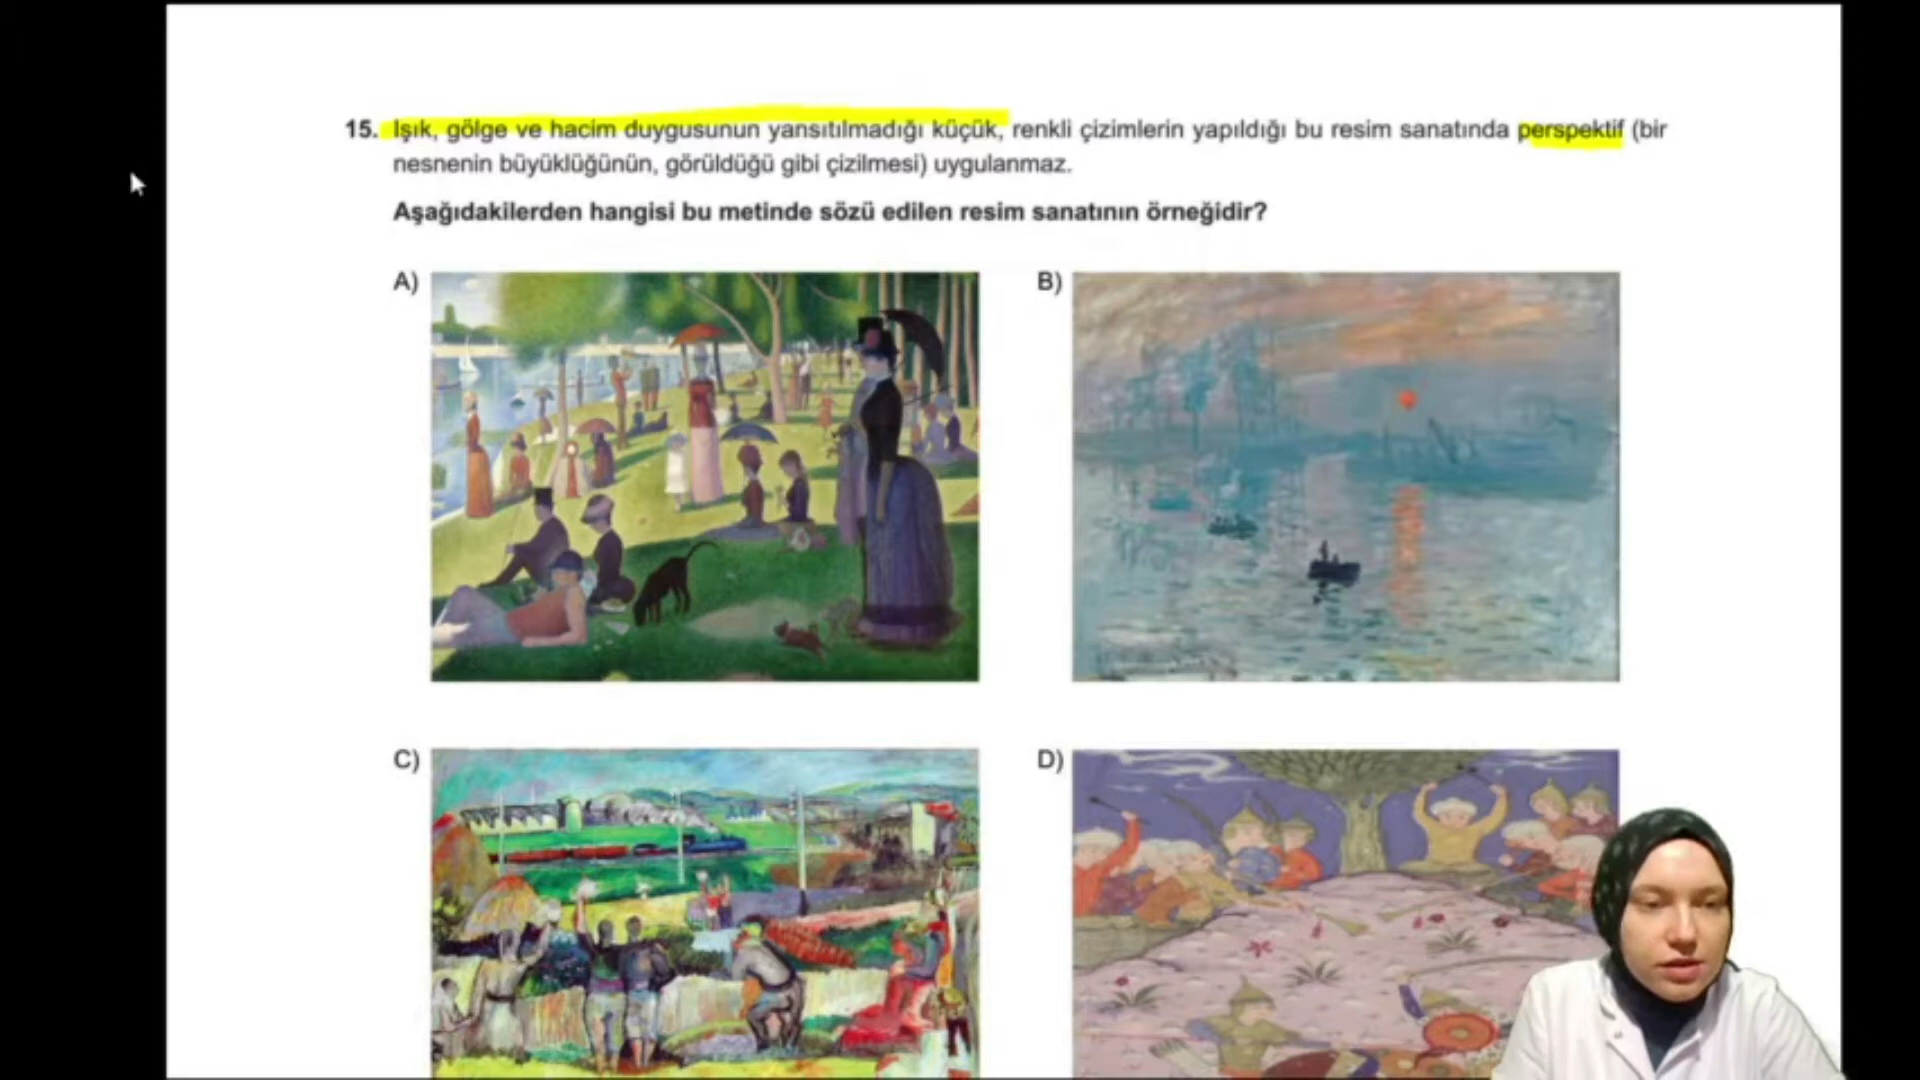 15. Işık, gölge ve hacim duygusunun yansıtılmadığı küçük, renkli çizimlerin yapıldığı bu resim sanatında perspektif (bir
nesnenin büyüklüğünün, görüldüğü gibi çizilmesi) uygulanmaz.
Aşağıdakilerden hangisi bu metinde sözü edilen resim sanatının örneğidir?
A)
B)
C)
D)